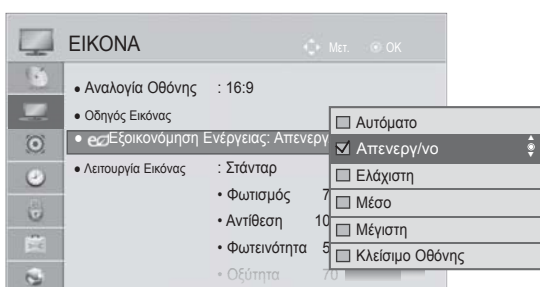 ΕΙΚΟΝΑ
Μετ.
OK
• Αναλογία Οθόνης : 16:9
• Οδηγός Εικόνας
• Εξοικονόμηση Ενέργειας: Απενεργ
• Λειτουργία Εικόνας : Στάνταρ
• Φωτισμός 7
• Αντίθεση 10
• Φωτεινότητα 5
• Οξύτητα 70
Αυτόματο
Απενεργ/νο
Ελάχιστη
Μέσο
Μέγιστη
Κλείσιμο Οθόνης